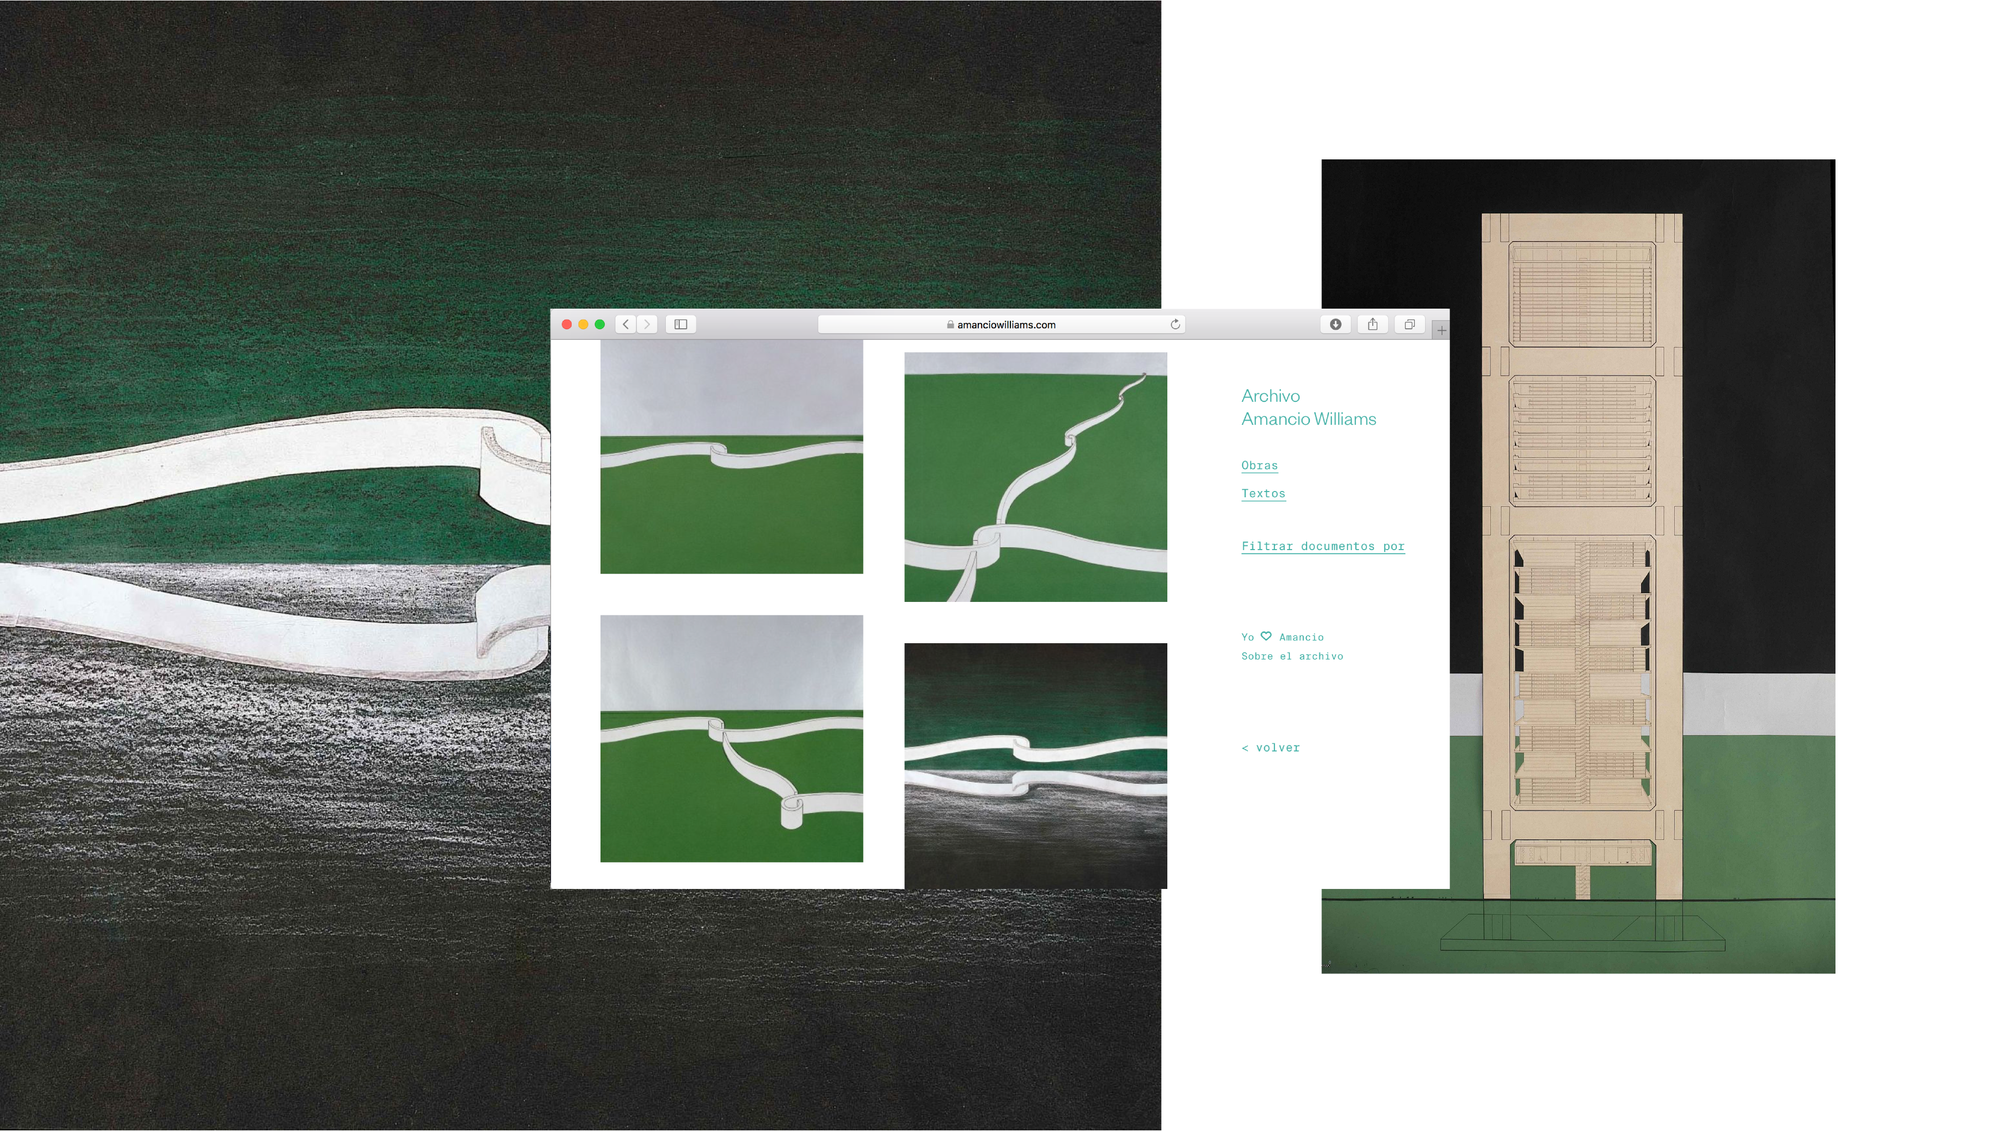 amanciowilliams.com
Archivo
Amancio Williams
Obras
Textos
Filtrar documentos por
Yo ♡ Amancio
Sobre el archivo
< volver